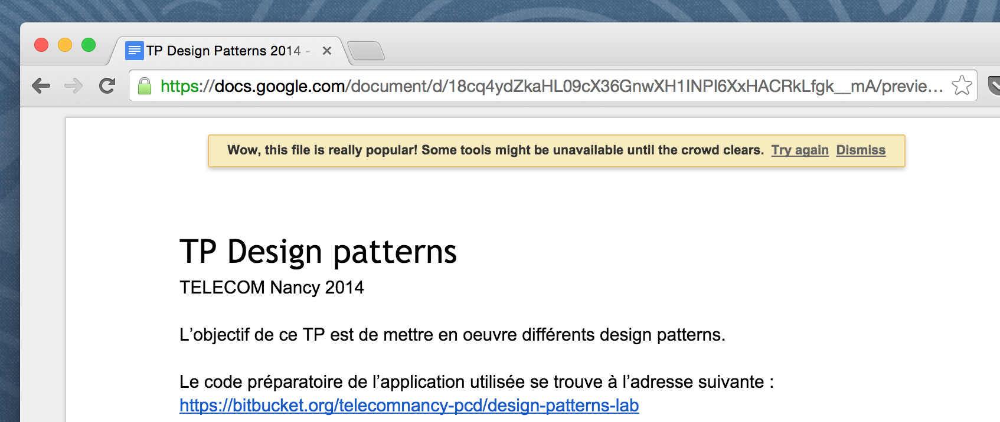 TP Design Patterns 2014 -
https://docs.google.com/document/d/18cq4ydZkaHL09cX36GnwXH1INPI6XxHACRkLfgk__mA/previe...
Wow, this file is really popular! Some tools might be unavailable until the crowd clears. Try again Dismiss
TP Design patterns
TELECOM Nancy 2014
L’objectif de ce TP est de mettre en oeuvre différents design patterns.
Le code préparatoire de l’application utilisée se trouve à l’adresse suivante :
https://bitbucket.org/telecomnancy-pcd/design-patterns-lab